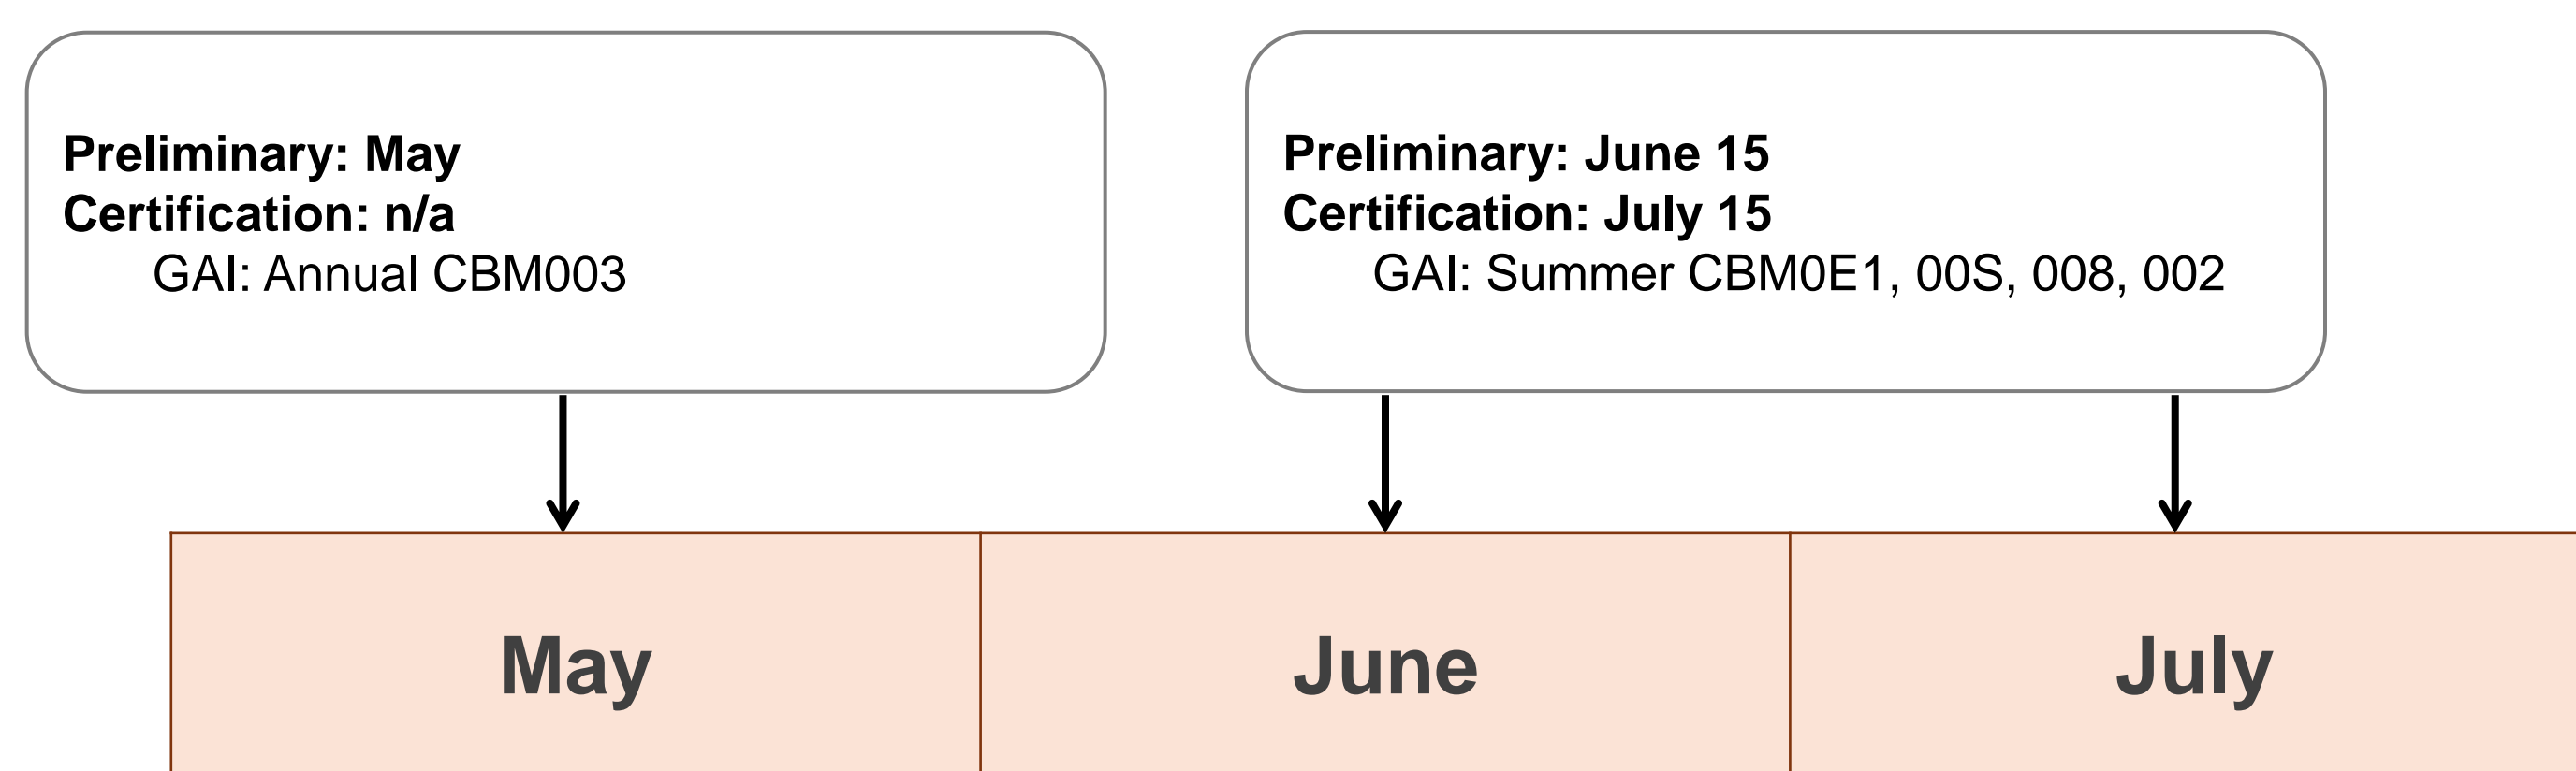 Preliminary: May
Certification: n/a
GAI: Annual CBM003
Preliminary: June 15
Certification: July 15
GAI: Summer CBM0E1, 00S, 008, 002
May
June
July